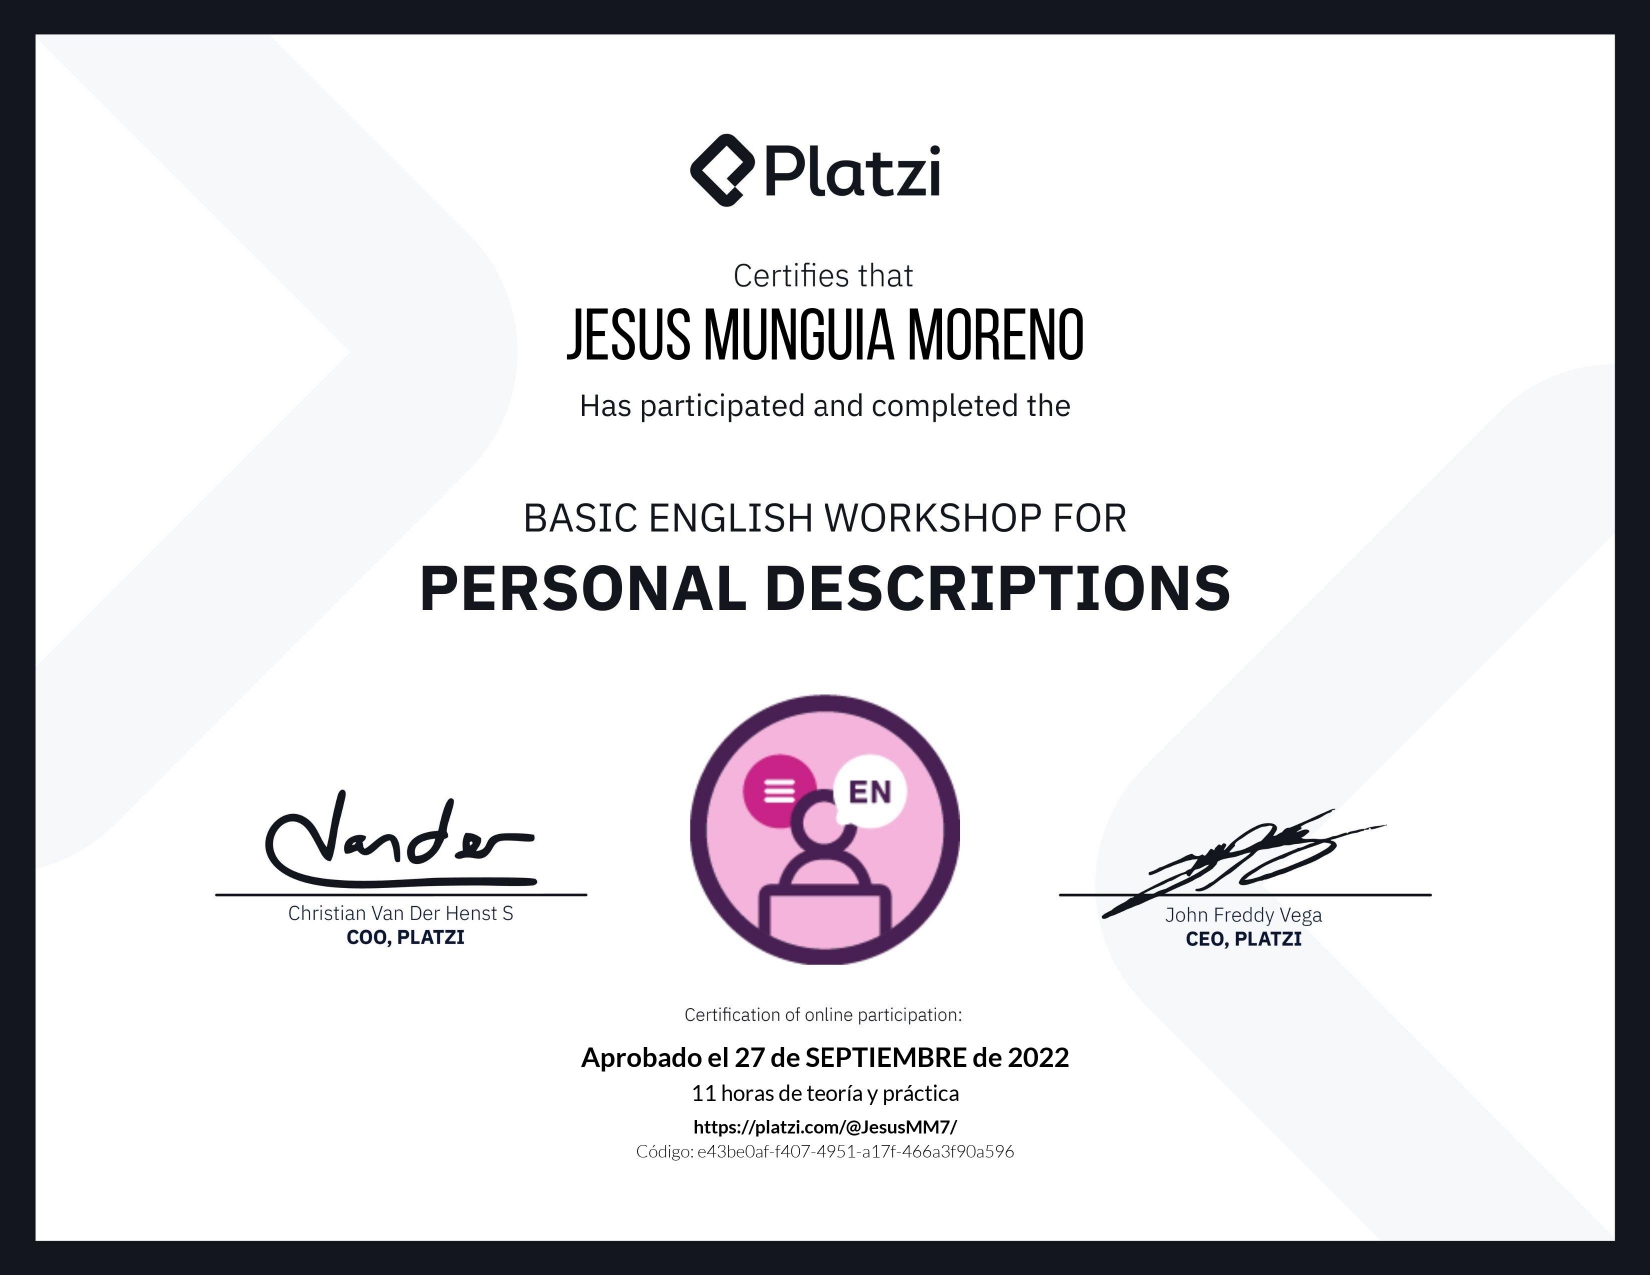 Platzi
Certifies that
JESUS MUNGUIA MORENO
Has participated and completed the
BASIC ENGLISH WORKSHOP FOR
PERSONAL DESCRIPTIONS
EN
Vander
Christian Van Der Henst S
COO, PLATZI
John Freddy Vega
CEO, PLATZI
Certification of online participation:
Aprobado el 27 de SEPTIEMBRE de 2022
11 horas de teoría y práctica
https://platzi.com/@JesusMM7/
Código: e43be0af-f407-4951-a17f-466a3f90a596